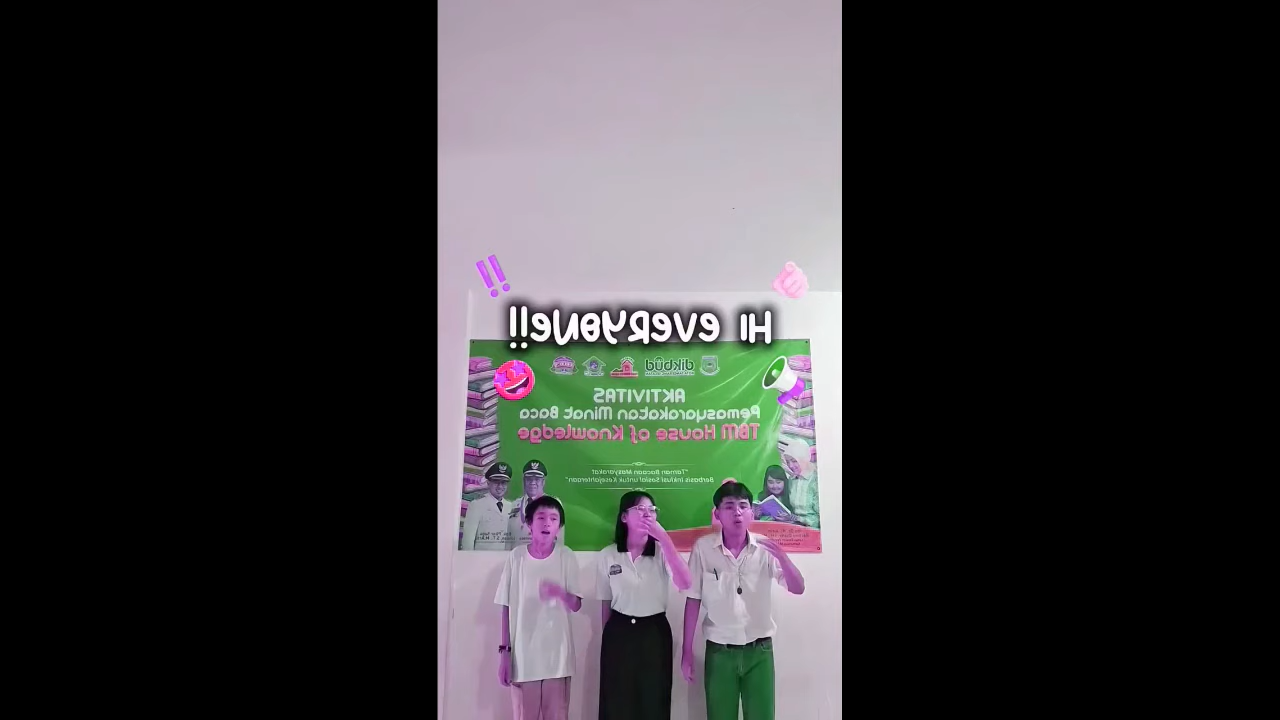 HI EVERYONE!!
dikbud
AKTIVITAS
Pemasyarakatan Minat Baca
TBM House of Knowledge
"Taman Bacaan Masyarakat
Berbasis Inklusi Sosial untuk Kesejahteraan"